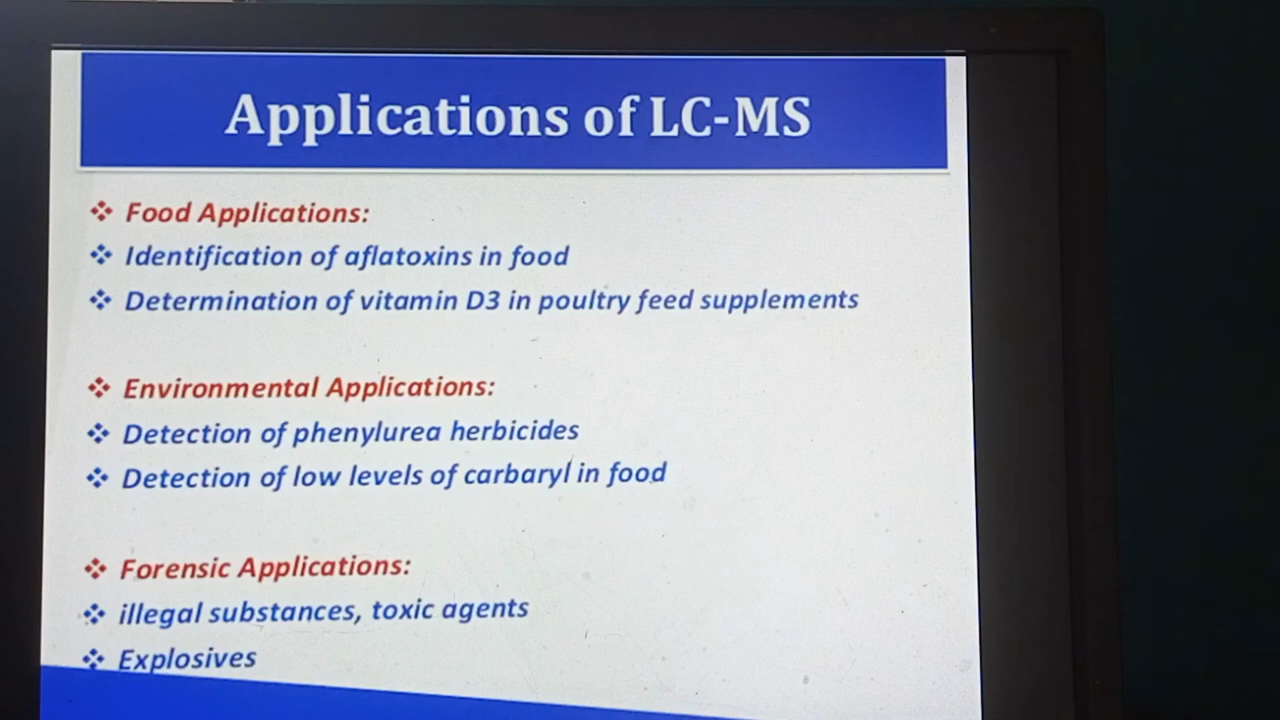 Applications of LC-MS
Food Applications:
Identification of aflatoxins in food
Determination of vitamin D3 in poultry feed supplements
Environmental Applications:
Detection of phenylurea herbicides
Detection of low levels of carbaryl in food
Forensic Applications:
illegal substances, toxic agents
Explosives